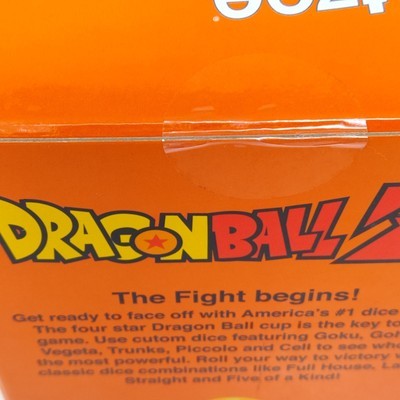 DRAGON BALL Z
The Fight begins!
Get ready to face off with America's #1 dice
The four star Dragon Ball cup is the key to
game. Use cutom dice featuring Goku, Goh
Vegeta, Trunks, Piccolo and Cell to see wh
and the most powerful. Roll your way to victory w
classic dice combinations like Full House, La
Straight and Five of a Kind!